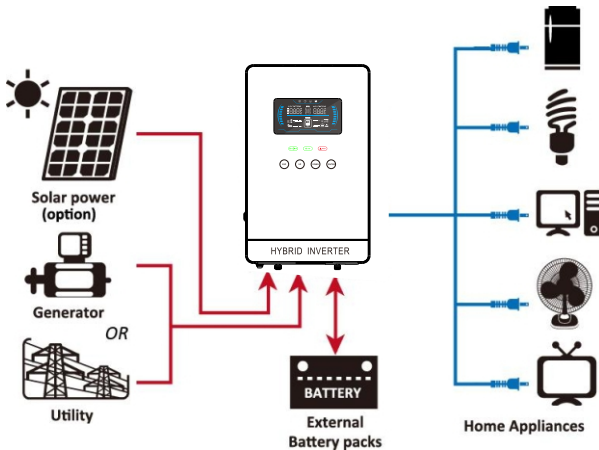 Solar power
(option)
Generator
OR
Utility
HYBRID INVERTER
BATTERY
External
Battery packs
Home Appliances